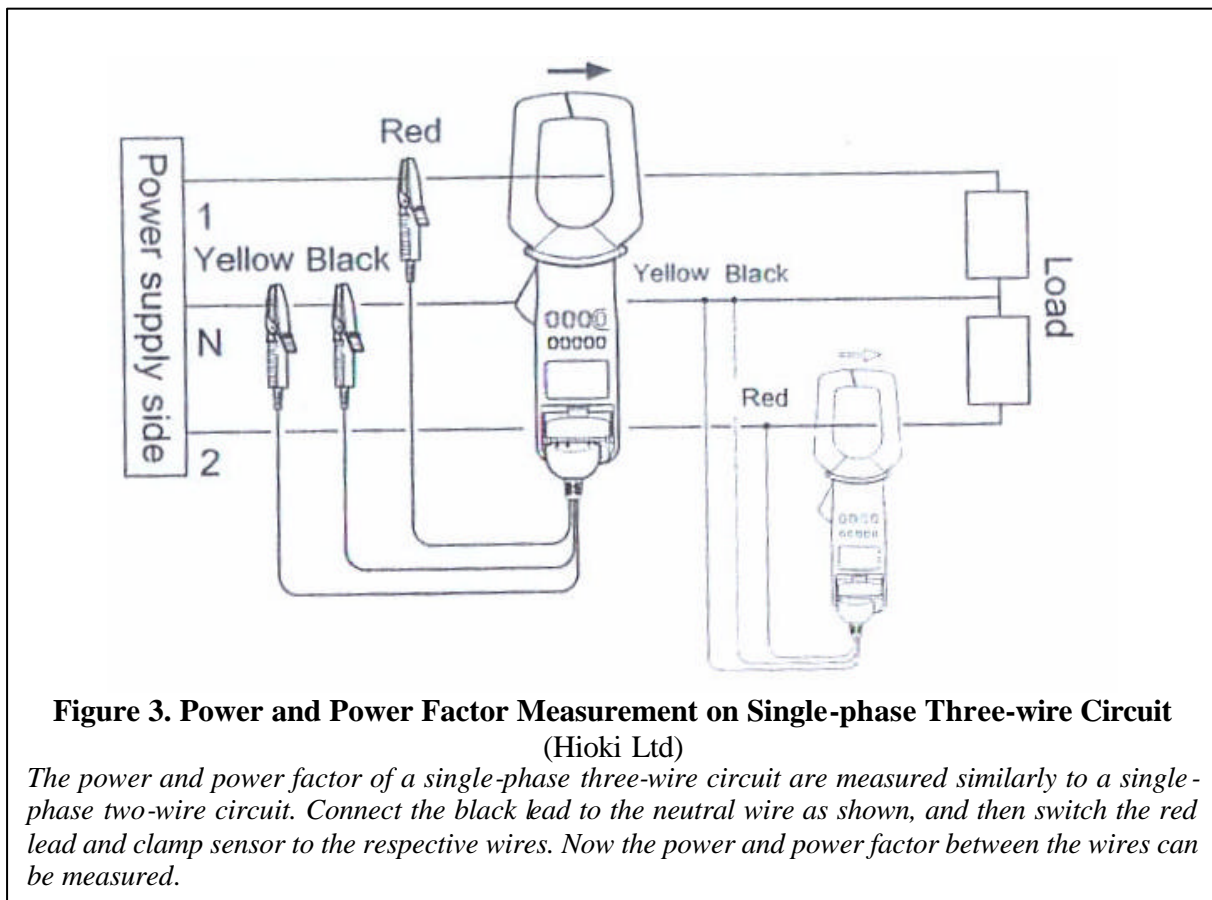 Red
Power supply side
1
Yellow Black
N
2
Yellow Black
Red
Load
0000
00000
Figure 3. Power and Power Factor Measurement on Single-phase Three-wire Circuit
(Hioki Ltd)
The power and power factor of a single-phase three-wire circuit are measured similarly to a single-
phase two-wire circuit. Connect the black lead to the neutral wire as shown, and then switch the red
lead and clamp sensor to the respective wires. Now the power and power factor between the wires can
be measured.